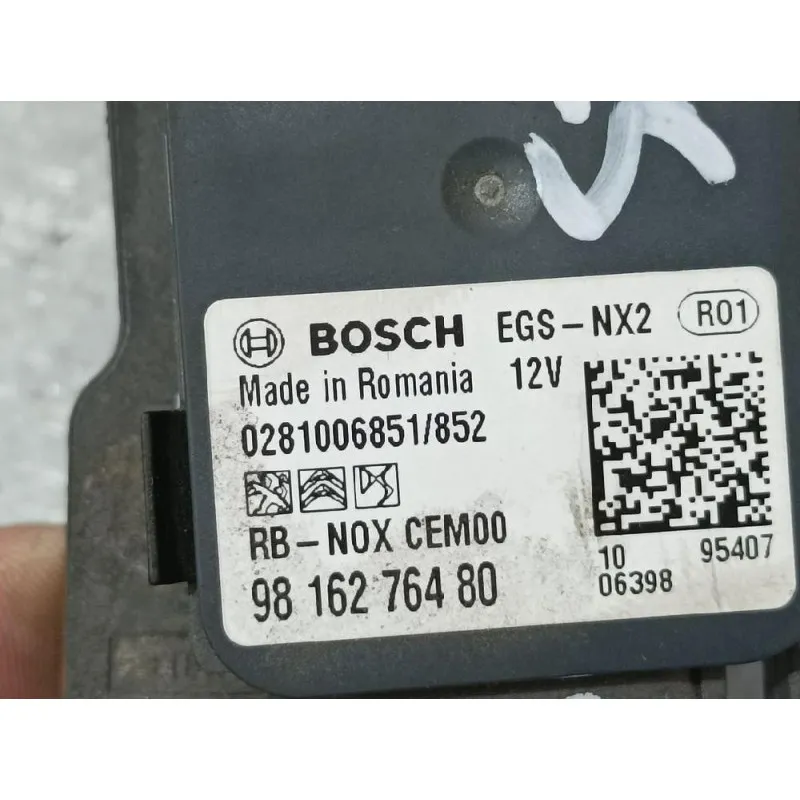 BOSCH EGS-NX2 R01
Made in Romania 12V
0281006851/852
RB-NOX CEM00
98 162 764 80
10 95407
06398